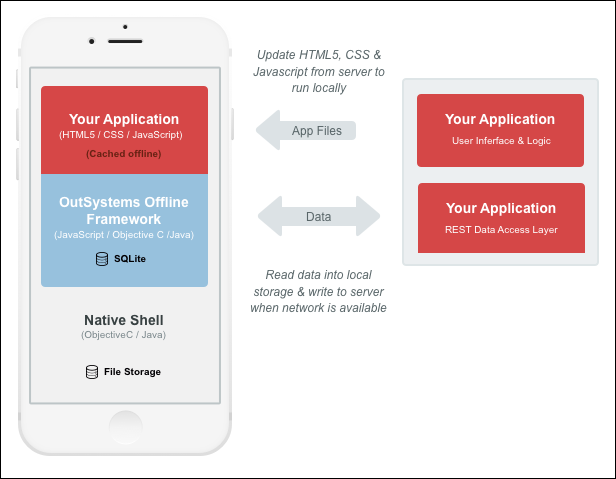 Your Application
(HTML5 / CSS / JavaScript)
(Cached offline)
OutSystems Offline
Framework
(JavaScript / Objective C /Java)
SQLite
Native Shell
(ObjectiveC / Java)
File Storage
Update HTML5, CSS &
Javascript from server to
run locally
App Files
Data
Read data into local
storage & write to server
when network is available
Your Application
User Inferface & Logic
Your Application
REST Data Access Layer